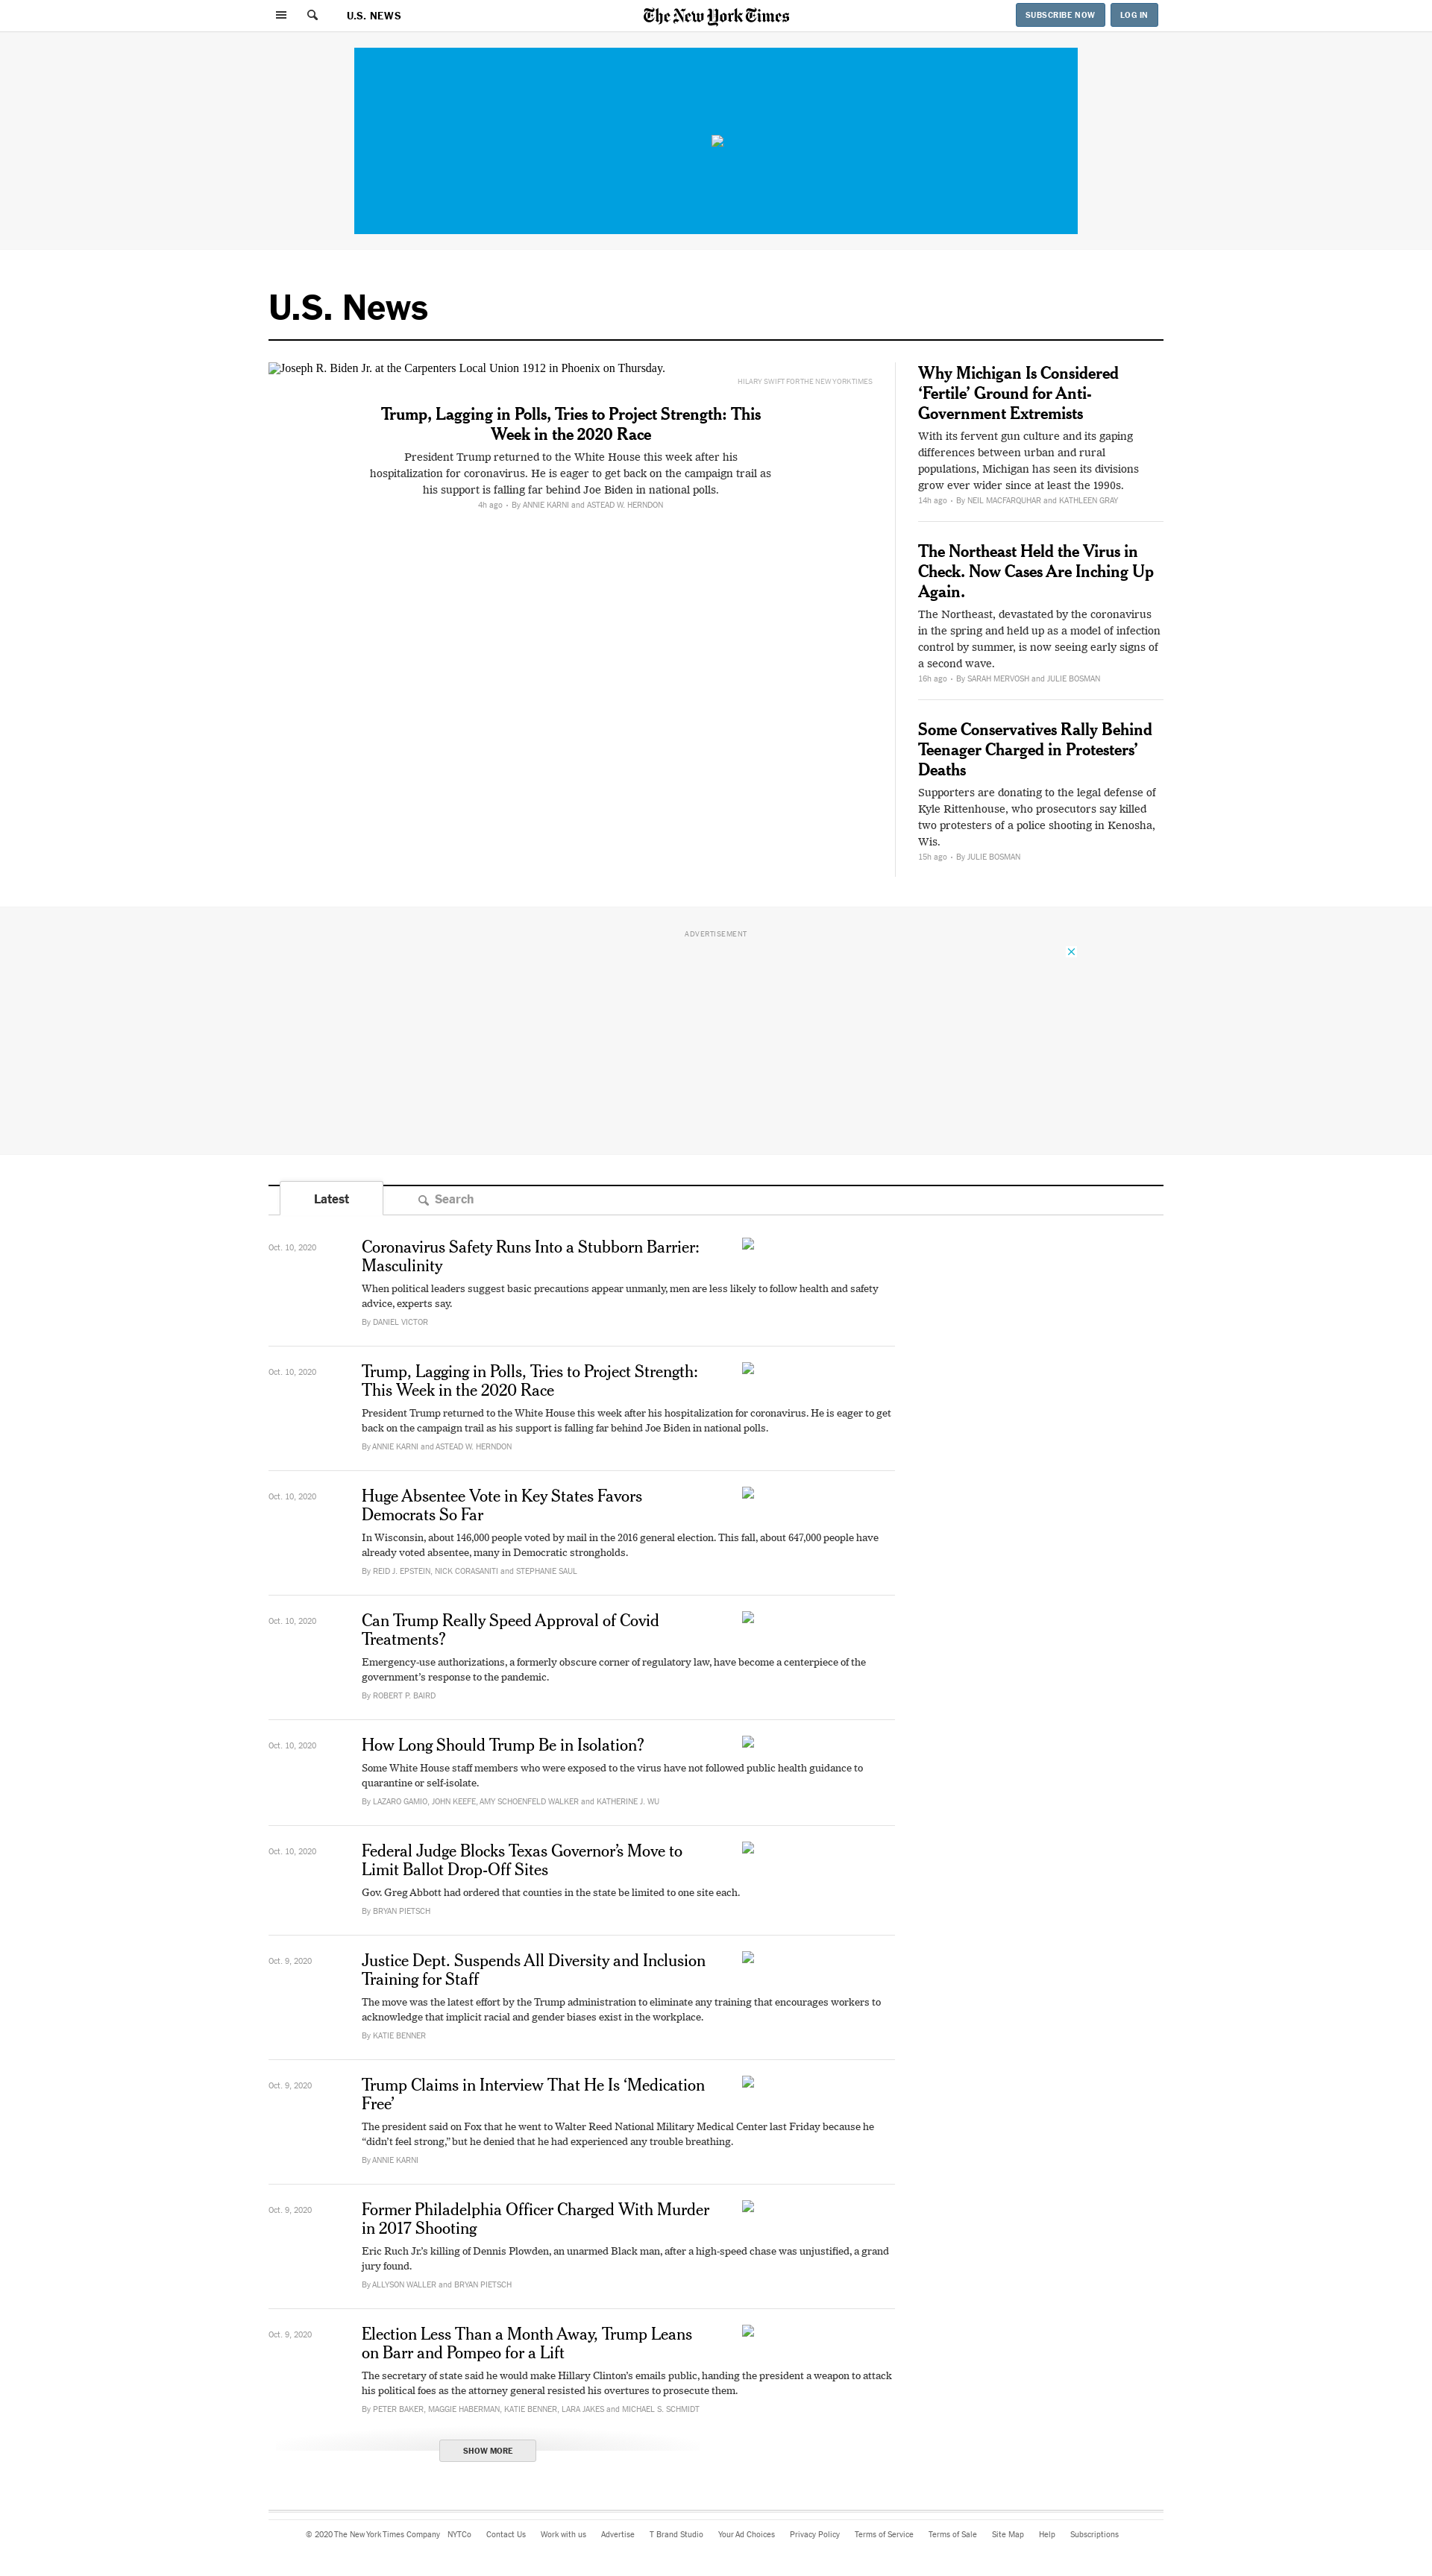 U.S. NEWS
The New York Times
SUBSCRIBE NOW
LOG IN
U.S. News
Joseph R. Biden Jr. at the Carpenters Local Union 1912 in Phoenix on Thursday.
HILARY SWIFT FOR THE NEW YORK TIMES
Trump, Lagging in Polls, Tries to Project Strength: This
Week in the 2020 Race
President Trump returned to the White House this week after his
hospitalization for coronavirus. He is eager to get back on the campaign trail as
his support is falling far behind Joe Biden in national polls.
4h ago • By ANNIE KARNI and ASTEAD W. HERNDON
Why Michigan Is Considered
‘Fertile’ Ground for Anti-
Government Extremists
With its fervent gun culture and its gaping
differences between urban and rural
populations, Michigan has seen its divisions
grow ever wider since at least the 1990s.
14h ago • By NEIL MACFARQUHAR and KATHLEEN GRAY
The Northeast Held the Virus in
Check. Now Cases Are Inching Up
Again.
The Northeast, devastated by the coronavirus
in the spring and held up as a model of infection
control by summer, is now seeing early signs of
a second wave.
16h ago • By SARAH MERVOSH and JULIE BOSMAN
Some Conservatives Rally Behind
Teenager Charged in Protesters’
Deaths
Supporters are donating to the legal defense of
Kyle Rittenhouse, who prosecutors say killed
two protesters of a police shooting in Kenosha,
Wis.
15h ago • By JULIE BOSMAN
ADVERTISEMENT
Latest
Search
Oct. 10, 2020
Coronavirus Safety Runs Into a Stubborn Barrier:
Masculinity
When political leaders suggest basic precautions appear unmanly, men are less likely to follow health and safety
advice, experts say.
By DANIEL VICTOR
Oct. 10, 2020
Trump, Lagging in Polls, Tries to Project Strength:
This Week in the 2020 Race
President Trump returned to the White House this week after his hospitalization for coronavirus. He is eager to get
back on the campaign trail as his support is falling far behind Joe Biden in national polls.
By ANNIE KARNI and ASTEAD W. HERNDON
Oct. 10, 2020
Huge Absentee Vote in Key States Favors
Democrats So Far
In Wisconsin, about 146,000 people voted by mail in the 2016 general election. This fall, about 647,000 people have
already voted absentee, many in Democratic strongholds.
By REID J. EPSTEIN, NICK CORASANITI and STEPHANIE SAUL
Oct. 10, 2020
Can Trump Really Speed Approval of Covid
Treatments?
Emergency-use authorizations, a formerly obscure corner of regulatory law, have become a centerpiece of the
government’s response to the pandemic.
By ROBERT P. BAIRD
Oct. 10, 2020
How Long Should Trump Be in Isolation?
Some White House staff members who were exposed to the virus have not followed public health guidance to
quarantine or self-isolate.
By LAZARO GAMIO, JOHN KEEFE, AMY SCHOENFELD WALKER and KATHERINE J. WU
Oct. 10, 2020
Federal Judge Blocks Texas Governor’s Move to
Limit Ballot Drop-Off Sites
Gov. Greg Abbott had ordered that counties in the state be limited to one site each.
By BRYAN PIETSCH
Oct. 9, 2020
Justice Dept. Suspends All Diversity and Inclusion
Training for Staff
The move was the latest effort by the Trump administration to eliminate any training that encourages workers to
acknowledge that implicit racial and gender biases exist in the workplace.
By KATIE BENNER
Oct. 9, 2020
Trump Claims in Interview That He Is ‘Medication
Free’
The president said on Fox that he went to Walter Reed National Military Medical Center last Friday because he
“didn’t feel strong,” but he denied that he had experienced any trouble breathing.
By ANNIE KARNI
Oct. 9, 2020
Former Philadelphia Officer Charged With Murder
in 2017 Shooting
Eric Ruch Jr.’s killing of Dennis Plowden, an unarmed Black man, after a high-speed chase was unjustified, a grand
jury found.
By ALLYSON WALLER and BRYAN PIETSCH
Oct. 9, 2020
Election Less Than a Month Away, Trump Leans
on Barr and Pompeo for a Lift
The secretary of state said he would make Hillary Clinton’s emails public, handing the president a weapon to attack
his political foes as the attorney general resisted his overtures to prosecute them.
By PETER BAKER, MAGGIE HABERMAN, KATIE BENNER, LARA JAKES and MICHAEL S. SCHMIDT
SHOW MORE
© 2020 The New York Times Company NYTCo Contact Us Work with us Advertise T Brand Studio Your Ad Choices Privacy Policy Terms of Service Terms of Sale Site Map Help Subscriptions